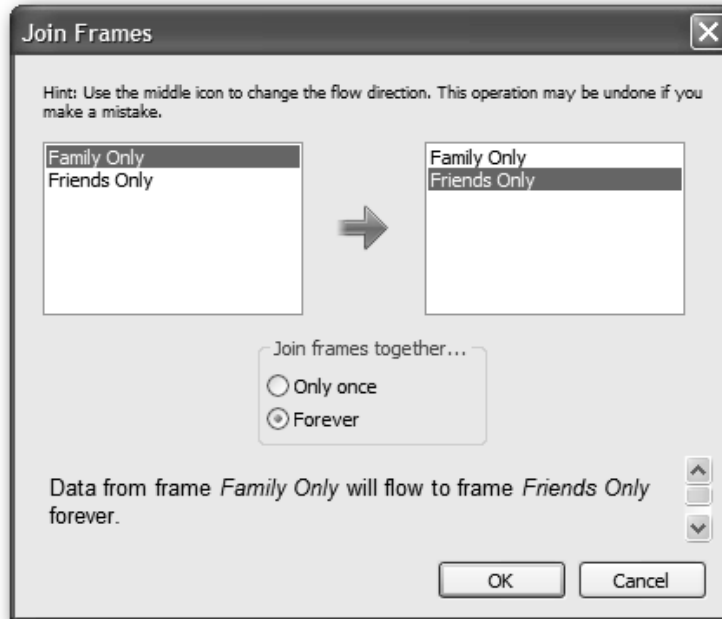 Join Frames
Hint: Use the middle icon to change the flow direction. This operation may be undone if you
make a mistake.
Family Only
Friends Only
Family Only
Friends Only
Join frames together...
Only once
Forever
Data from frame Family Only will flow to frame Friends Only
forever.
OK
Cancel